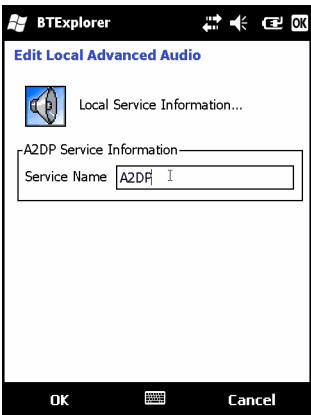 BTExplorer OK
Edit Local Advanced Audio
Local Service Information...
A2DP Service Information
Service Name A2DP
OK Cancel